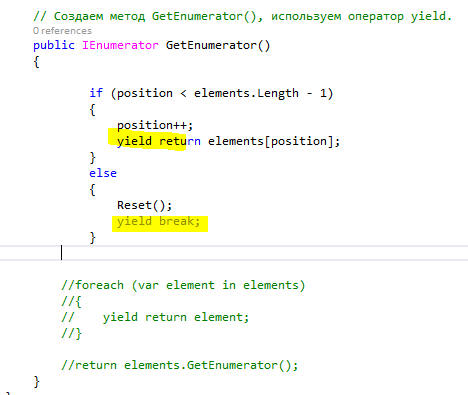 // Создаем метод GetEnumerator(), используем оператор yield.
0 references
public IEnumerator GetEnumerator()
{
if (position < elements.Length - 1)
{
position++;
yield return elements[position];
}
else
{
Reset();
yield break;
}
//foreach (var element in elements)
//{
//    yield return element;
//}
//return elements.GetEnumerator();
}